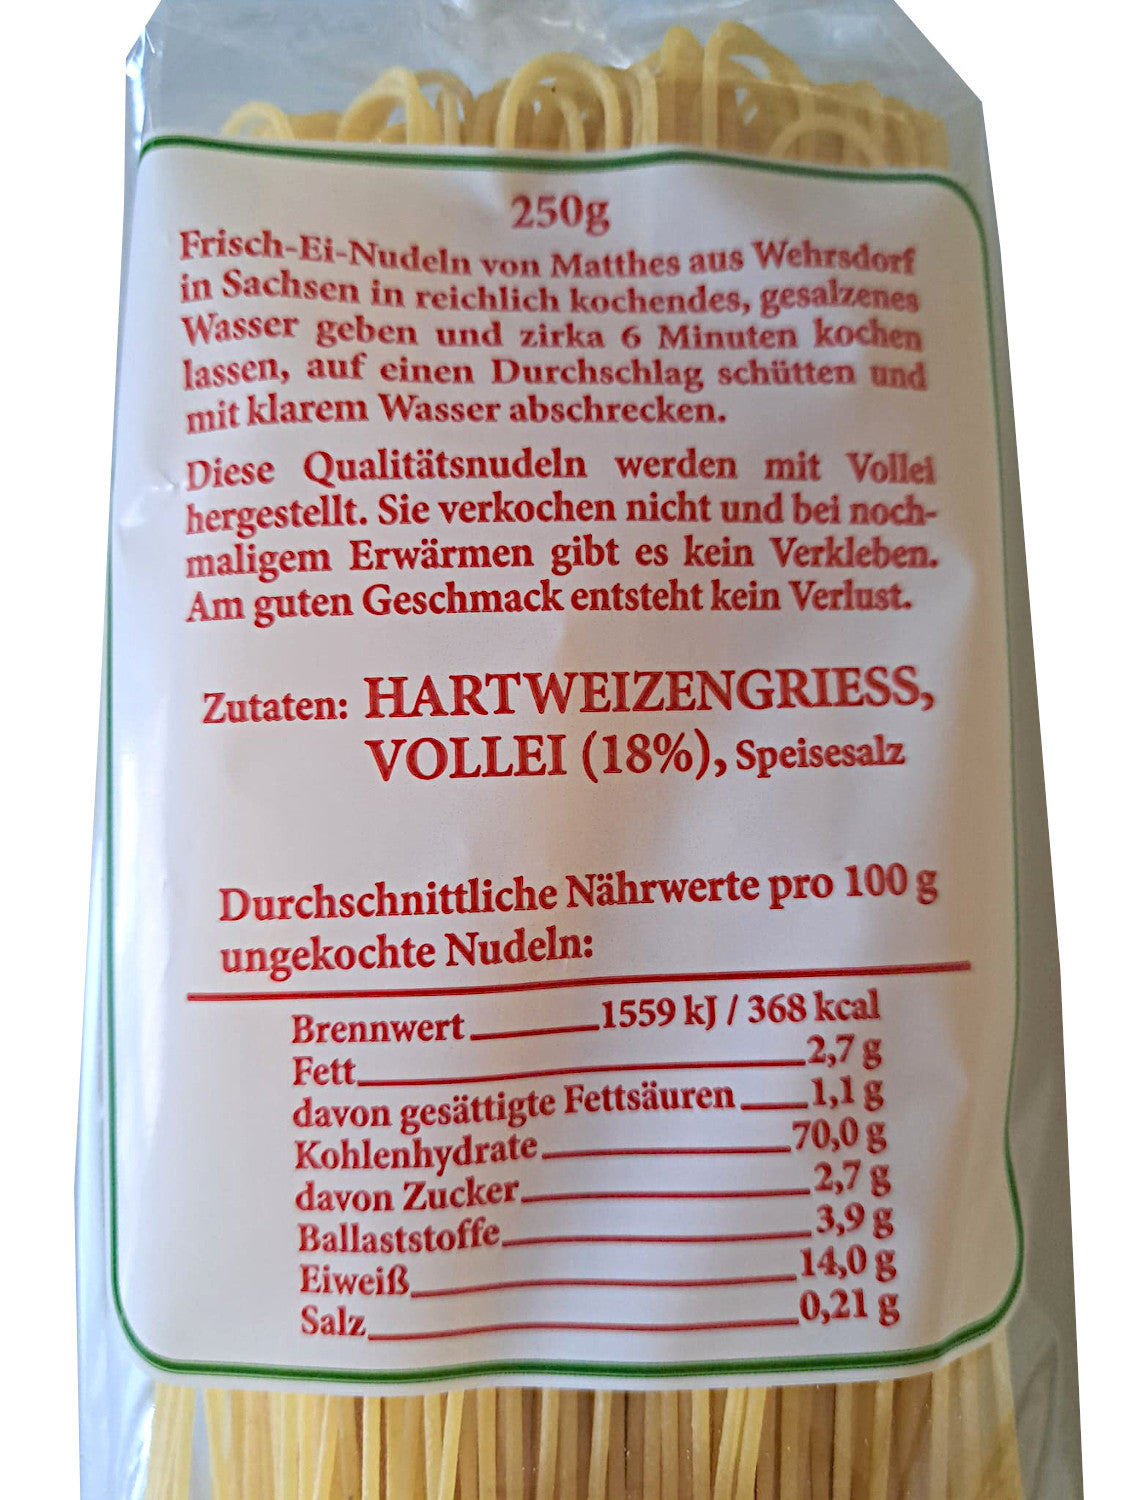 250g
Frisch-Ei-Nudeln von Matthes aus Wehrsdorf
in Sachsen in reichlich kochendes, gesalzenes
Wasser geben und zirka 6 Minuten kochen
lassen, auf einen Durchschlag schütten und
mit klarem Wasser abschrecken.
Diese Qualitätsnudeln werden mit Vollei
hergestellt. Sie verkochen nicht und bei noch-
maligem Erwärmen gibt es kein Verkleben.
Am guten Geschmack entsteht kein Verlust.
Zutaten: HARTWEIZENGRIESS,
VOLLEI (18%), Speisesalz
Durchschnittliche Nährwerte pro 100 g
ungekochte Nudeln:
Brennwert 1559 kJ / 368 kcal
Fett 2,7 g
davon gesättigte Fettsäuren 1,1 g
Kohlenhydrate 70,0 g
davon Zucker 2,7 g
Ballaststoffe 3,9 g
Eiweiß 14,0 g
Salz 0,21 g